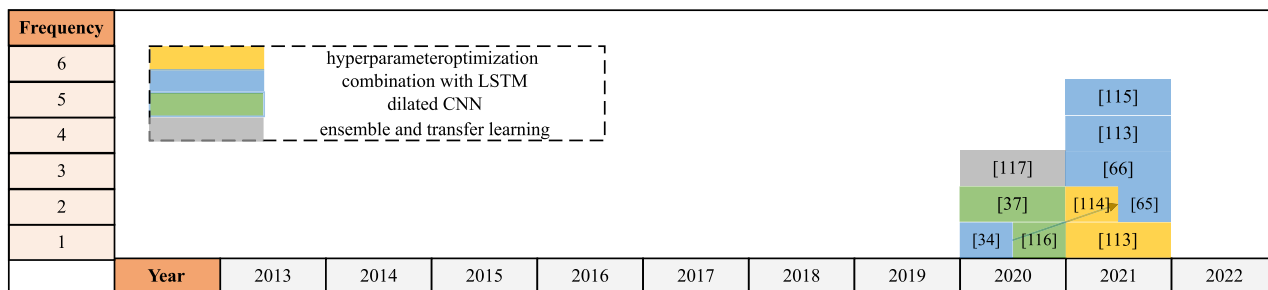 Frequency
6
hyperparameteroptimization
combination with LSTM
5
dilated CNN
[115]
4
ensemble and transfer learning
[113]
3
[117]
[66]
2
[37]
[114]
[65]
1
[34]
[116]
[113]
Year 2013 2014 2015 2016 2017 2018 2019 2020 2021 2022